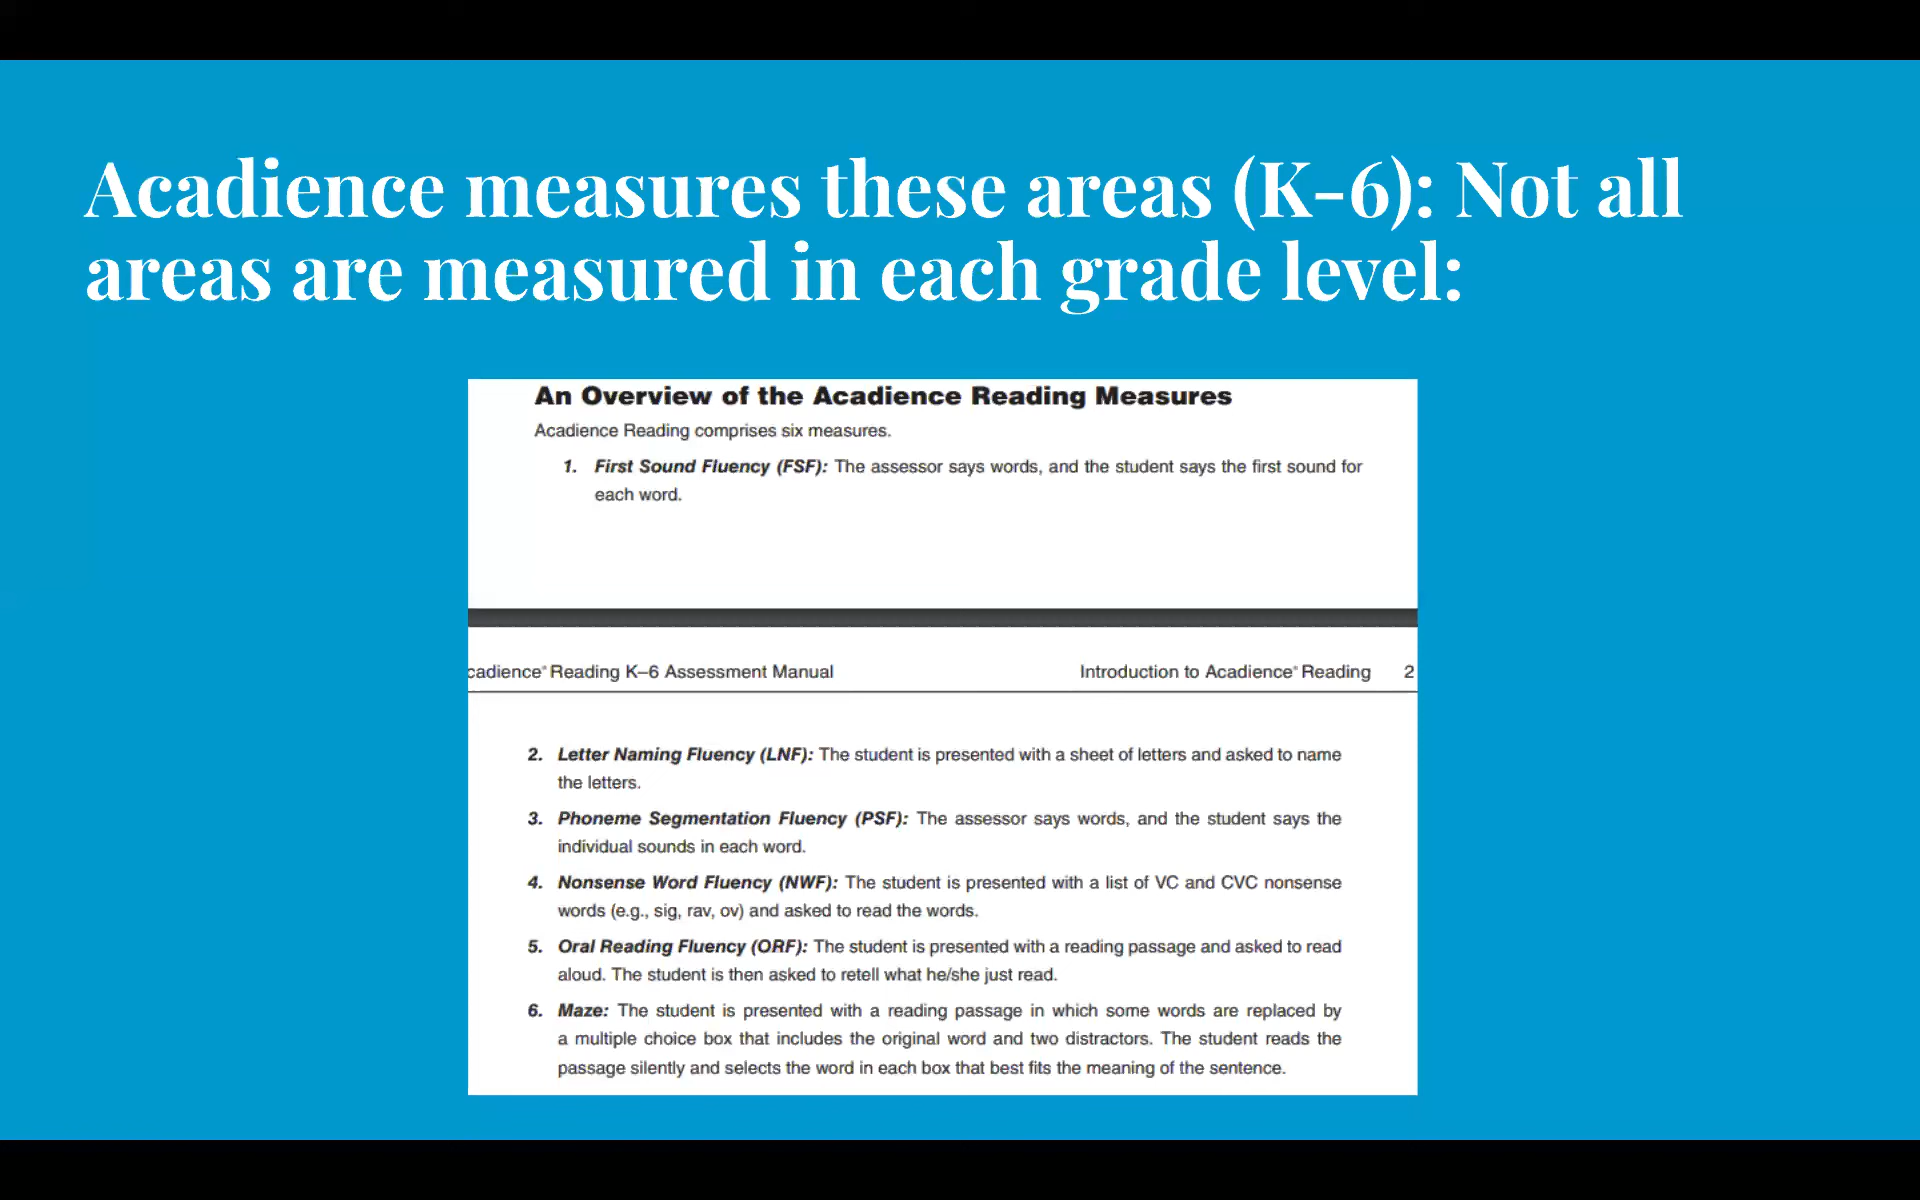 Acadience measures these areas (K-6): Not all
areas are measured in each grade level:
An Overview of the Acadience Reading Measures
Acadience Reading comprises six measures.
1. First Sound Fluency (FSF): The assessor says words, and the student says the first sound for
each word.
cadience® Reading K–6 Assessment Manual Introduction to Acadience® Reading 2
2. Letter Naming Fluency (LNF): The student is presented with a sheet of letters and asked to name
the letters.
3. Phoneme Segmentation Fluency (PSF): The assessor says words, and the student says the
individual sounds in each word.
4. Nonsense Word Fluency (NWF): The student is presented with a list of VC and CVC nonsense
words (e.g., sig, rav, ov) and asked to read the words.
5. Oral Reading Fluency (ORF): The student is presented with a reading passage and asked to read
aloud. The student is then asked to retell what he/she just read.
6. Maze: The student is presented with a reading passage in which some words are replaced by
a multiple choice box that includes the original word and two distractors. The student reads the
passage silently and selects the word in each box that best fits the meaning of the sentence.